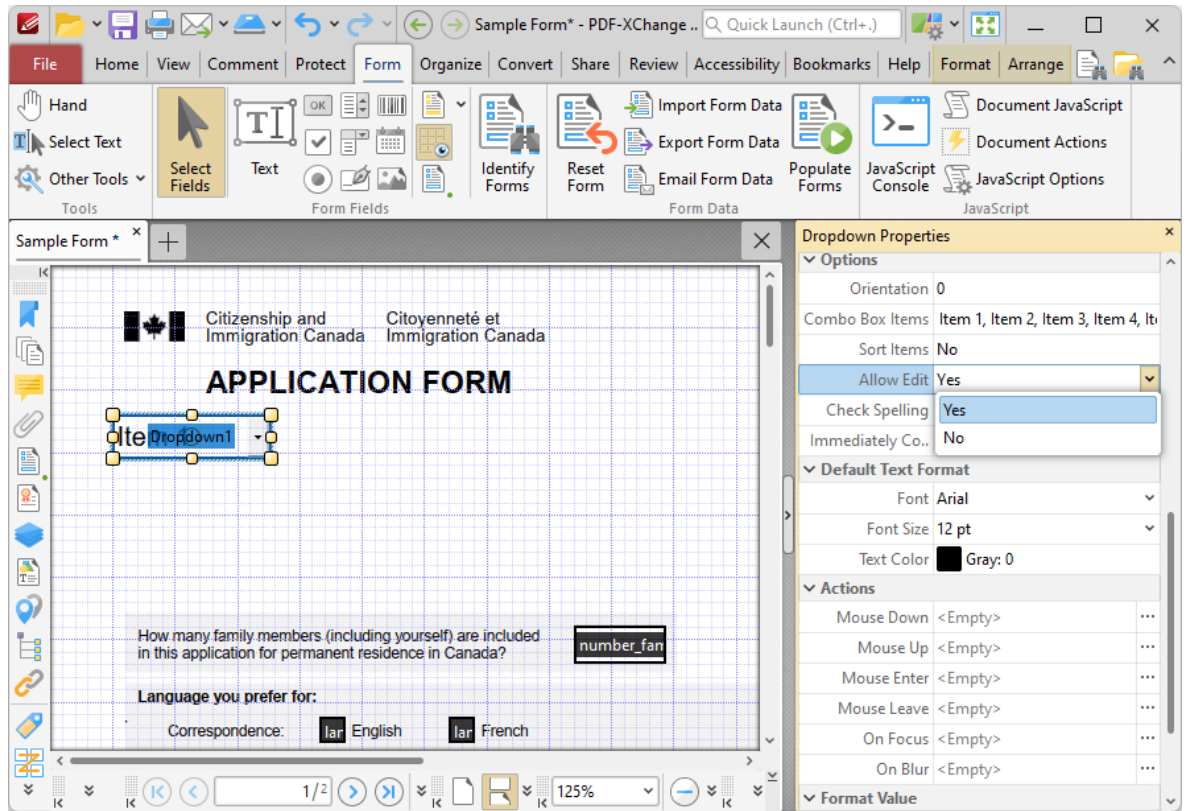 Sample Form* - PDF-XChange .. Quick Launch (Ctrl+.)
File Home View Comment Protect Form Organize Convert Share Review Accessibility Bookmarks Help Format Arrange
Hand
Select Text
Other Tools
Tools
Select Fields
Text
OK
Form Fields
Identify Forms
Reset Form
Import Form Data
Export Form Data
Email Form Data
Populate Forms
Form Data
JavaScript Console
Document JavaScript
Document Actions
JavaScript Options
JavaScript
Sample Form *
Citizenship and Immigration Canada
Citoyenneté et Immigration Canada
APPLICATION FORM
Dropdown1
How many family members (including yourself) are included
in this application for permanent residence in Canada?
number_fam
Language you prefer for:
Correspondence: lar English lar French
1/2
125%
Dropdown Properties
Options
Orientation 0
Combo Box Items Item 1, Item 2, Item 3, Item 4, Ite
Sort Items No
Allow Edit Yes
Check Spelling Yes
Immediately Co.. No
Default Text Format
Font Arial
Font Size 12 pt
Text Color Gray: 0
Actions
Mouse Down <Empty>
Mouse Up <Empty>
Mouse Enter <Empty>
Mouse Leave <Empty>
On Focus <Empty>
On Blur <Empty>
Format Value